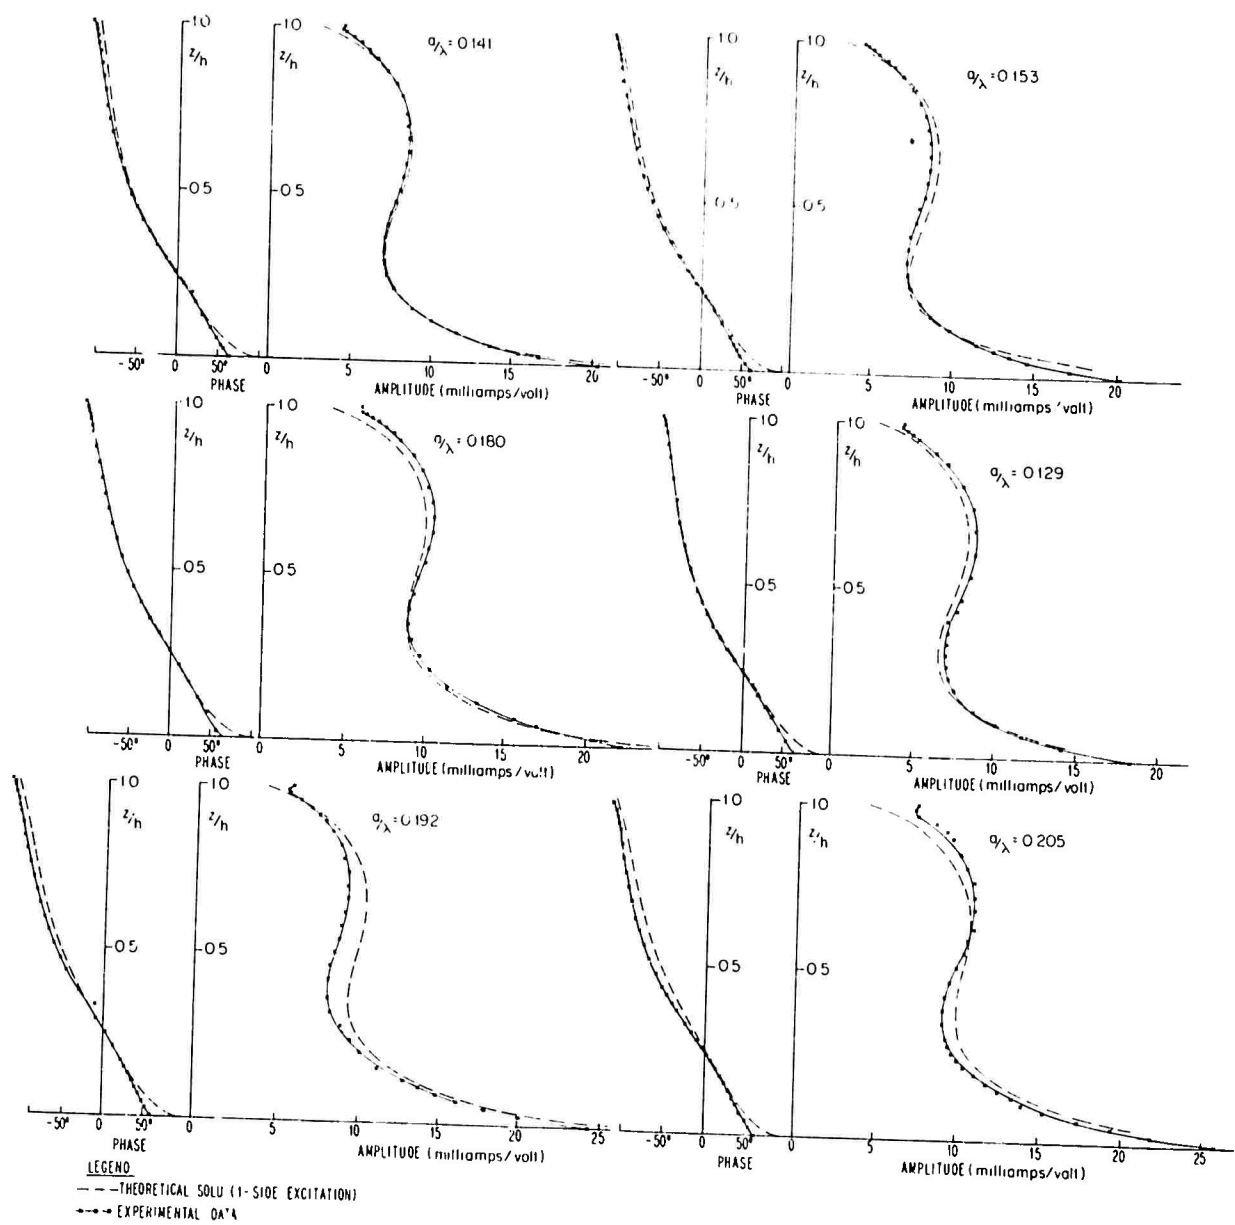 10
z/h
0.5
-50° 0 50°
PHASE
1.0
z/h
0.5
0 5 10 15 20
AMPLITUDE (milliamps/volt)
a/λ = 0.141
1.0
z/h
0.5
-50° 0 50°
PHASE
1.0
z/h
0.5
0 5 10 15 20
AMPLITUDE (milliamps/volt)
a/λ = 0.153
1.0
z/h
0.5
-50° 0 50°
PHASE
1.0
z/h
0.5
0 5 10 15 20
AMPLITUDE (milliamps/volt)
a/λ = 0.180
1.0
z/h
0.5
-50° 0 50°
PHASE
1.0
z/h
0.5
0 5 10 15 20
AMPLITUDE (milliamps/volt)
a/λ = 0.129
1.0
z/h
0.5
-50° 0 50°
PHASE
1.0
z/h
0.5
0 5 10 15 20 25
AMPLITUDE (milliamps/volt)
a/λ = 0.192
1.0
z/h
0.5
-50° 0 50°
PHASE
1.0
z/h
0.5
0 5 10 15 20 25
AMPLITUDE (milliamps/volt)
a/λ = 0.205
LEGEND
THEORETICAL SOLU (1-SIDE EXCITATION)
EXPERIMENTAL DATA